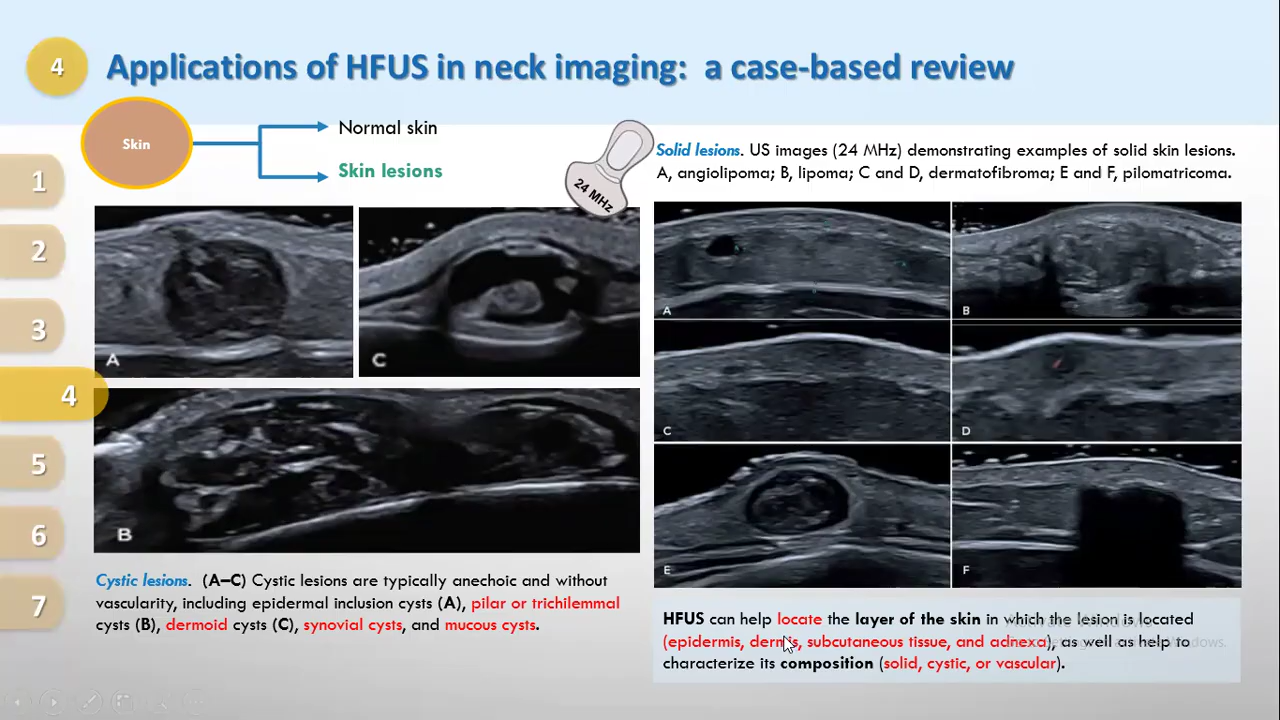 4
Applications of HFUS in neck imaging: a case-based review
Skin
Normal skin
Skin lesions
24 MHz
1
2
3
4
5
6
7
A
C
B
Cystic lesions. (A–C) Cystic lesions are typically anechoic and without
vascularity, including epidermal inclusion cysts (A), pilar or trichilemmal
cysts (B), dermoid cysts (C), synovial cysts, and mucous cysts.
Solid lesions. US images (24 MHz) demonstrating examples of solid skin lesions.
A, angiolipoma; B, lipoma; C and D, dermatofibroma; E and F, pilomatricoma.
A
B
C
D
E
F
HFUS can help locate the layer of the skin in which the lesion is located
(epidermis, dermis, subcutaneous tissue, and adnexa), as well as help to
characterize its composition (solid, cystic, or vascular).
Activate Windows